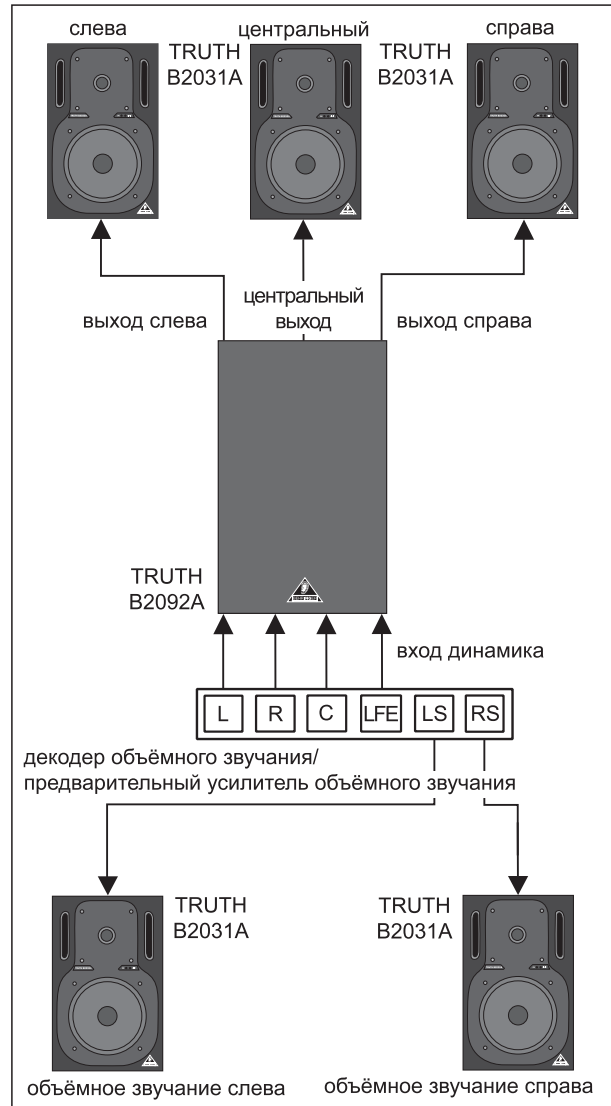 слева
центральный
справа
TRUTH
B2031A
TRUTH
B2031A
выход слева
центральный
выход
выход справа
TRUTH
B2092A
вход динамика
L R C LFE LS RS
декодер объёмного звучания/
предварительный усилитель объёмного звучания
TRUTH
B2031A
TRUTH
B2031A
объёмное звучание слева
объёмное звучание справа